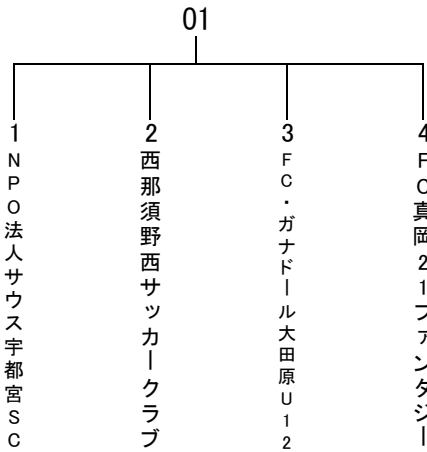 01
1
NPO法人サウス宇都宮SC
2
西那須野西サッカークラブ
3
FC・ガナドール大田原U12
4
FC真岡21ファンタジー